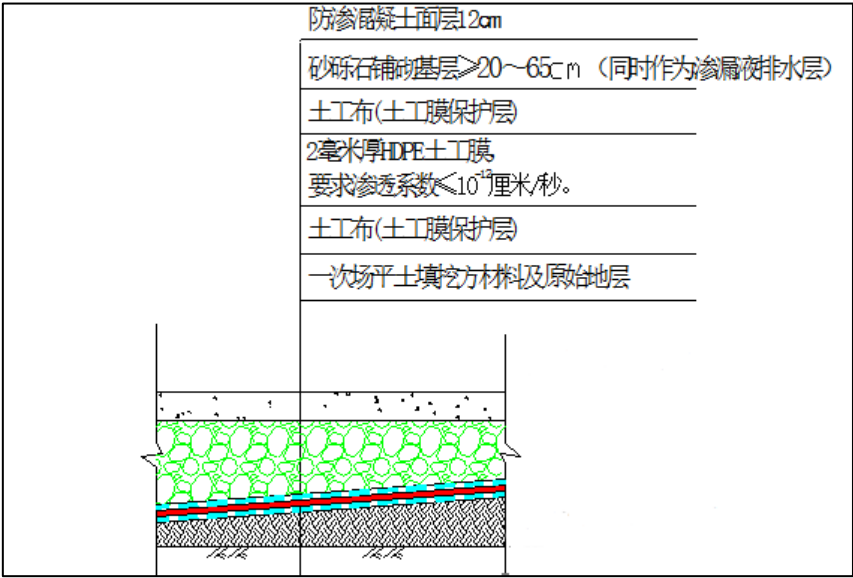 防渗混凝土面层12cm
砂砾石铺砌基层≥20～65cm（同时作为渗漏液排水层）
土工布(土工膜保护层)
2毫米厚HDPE土工膜,
要求渗透系数≤10⁻¹²厘米/秒。
土工布(土工膜保护层)
一次场平土填挖方材料及原始地层